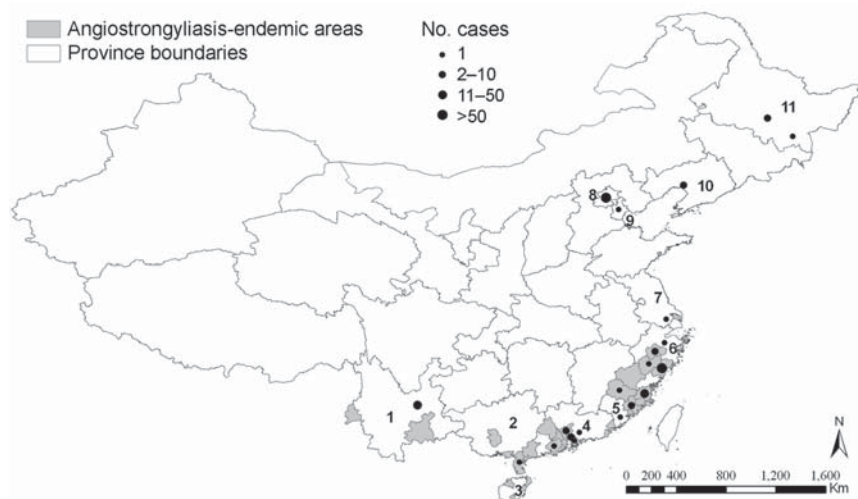 Angiostrongyliasis-endemic areas
Province boundaries
No. cases
1
2–10
11–50
>50
11
10
8
9
7
6
5
4
1
2
3
N
0 200 400 800 1,200 1,600
Km